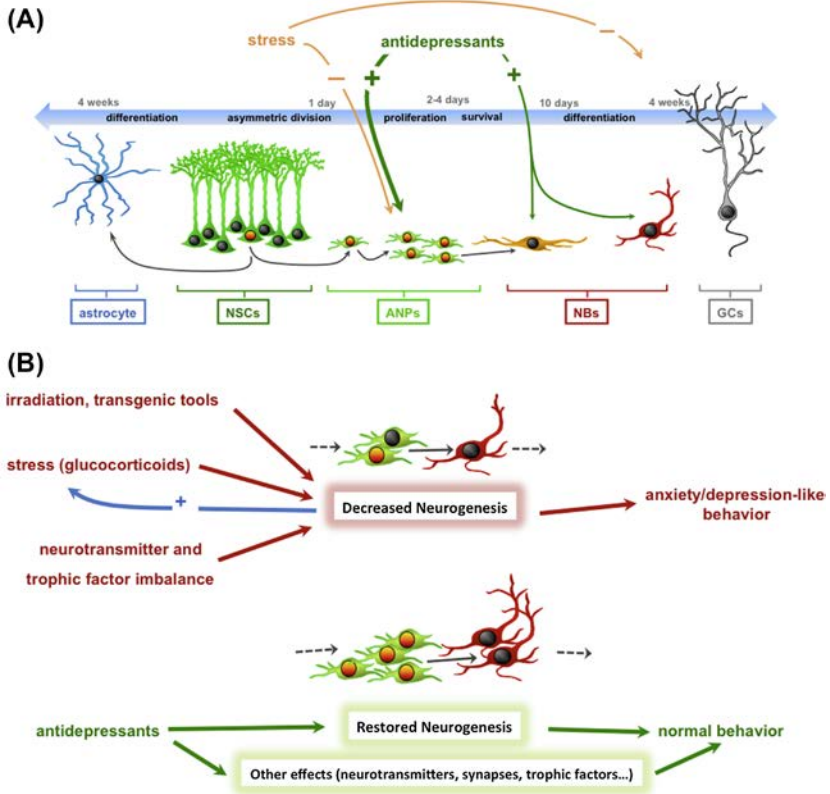 (A)
stress
antidepressants
−
−
+
+
4 weeks
1 day
2-4 days
10 days
4 weeks
differentiation
asymmetric division
proliferation
survival
differentiation
astrocyte
NSCs
ANPs
NBs
GCs
(B)
irradiation, transgenic tools
stress (glucocorticoids)
+
Decreased Neurogenesis
anxiety/depression-like-
behavior
neurotransmitter and
trophic factor imbalance
antidepressants
Restored Neurogenesis
normal behavior
Other effects (neurotransmitters, synapses, trophic factors...)